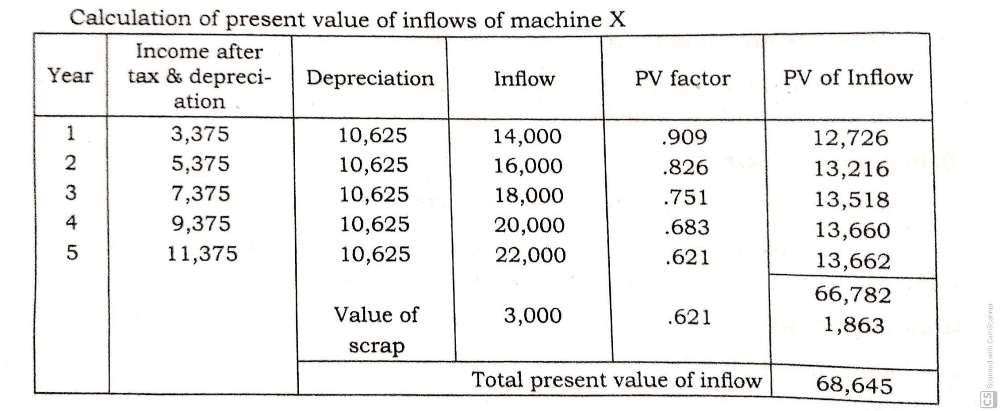 Calculation of present value of inflows of machine X
Year | Income after tax & depreci-ation | Depreciation | Inflow | PV factor | PV of Inflow
1 | 3,375 | 10,625 | 14,000 | .909 | 12,726
2 | 5,375 | 10,625 | 16,000 | .826 | 13,216
3 | 7,375 | 10,625 | 18,000 | .751 | 13,518
4 | 9,375 | 10,625 | 20,000 | .683 | 13,660
5 | 11,375 | 10,625 | 22,000 | .621 | 13,662
66,782
Value of scrap | 3,000 | .621 | 1,863
Total present value of inflow | 68,645
CS Scanned with CamScanner